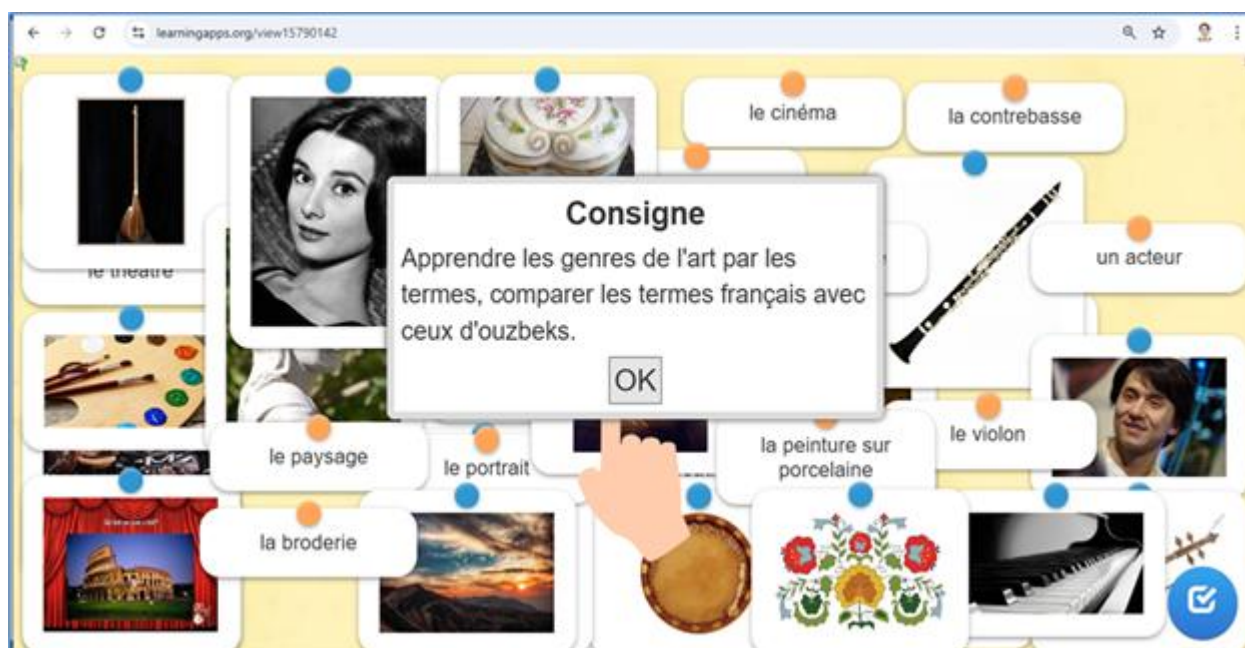 learningapps.org/view15790142
le cinéma
la contrebasse
Consigne
Apprendre les genres de l'art par les
termes, comparer les termes français avec
ceux d'ouzbeks.
OK
le théâtre
un acteur
le paysage
le portrait
la peinture sur
porcelaine
le violon
la broderie